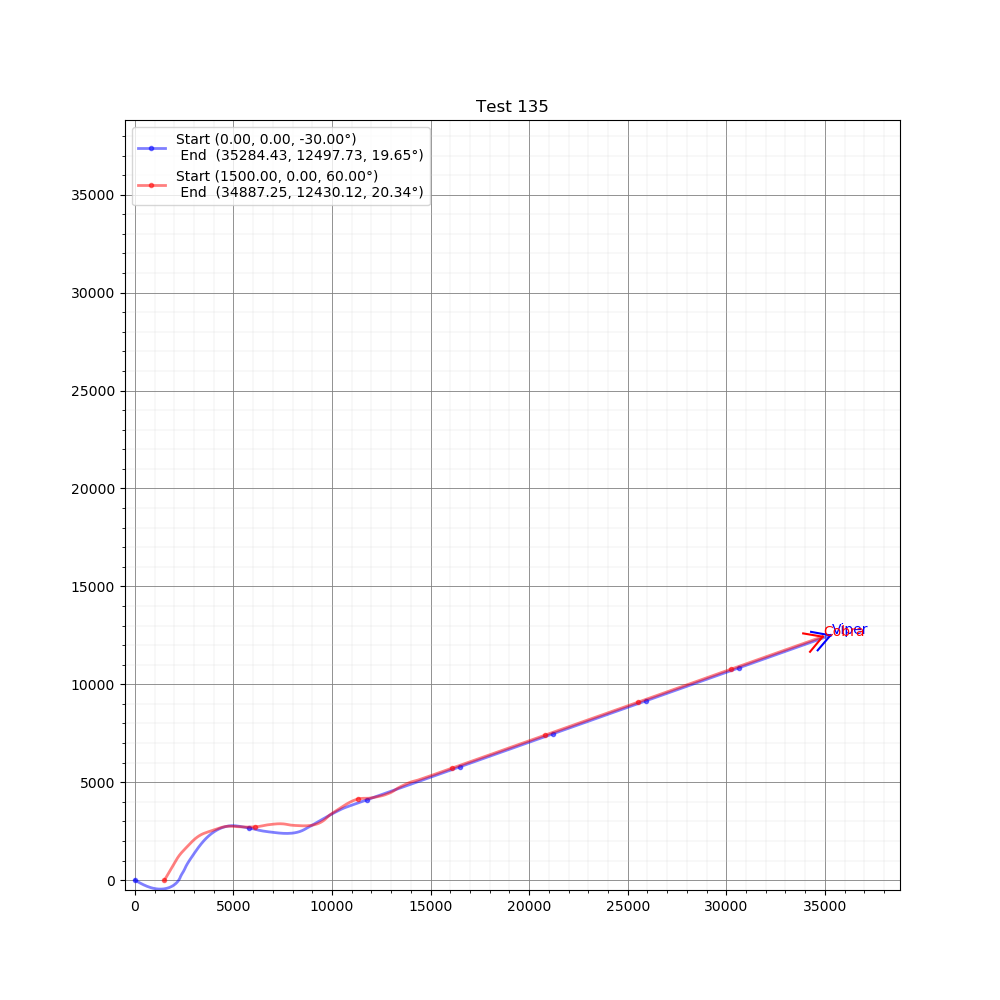 Test 135
Start (0.00, 0.00, -30.00°)
End (35284.43, 12497.73, 19.65°)
Start (1500.00, 0.00, 60.00°)
End (34887.25, 12430.12, 20.34°)
35000
30000
25000
20000
15000
Viper
Cobra
10000
5000
0
0 5000 10000 15000 20000 25000 30000 35000